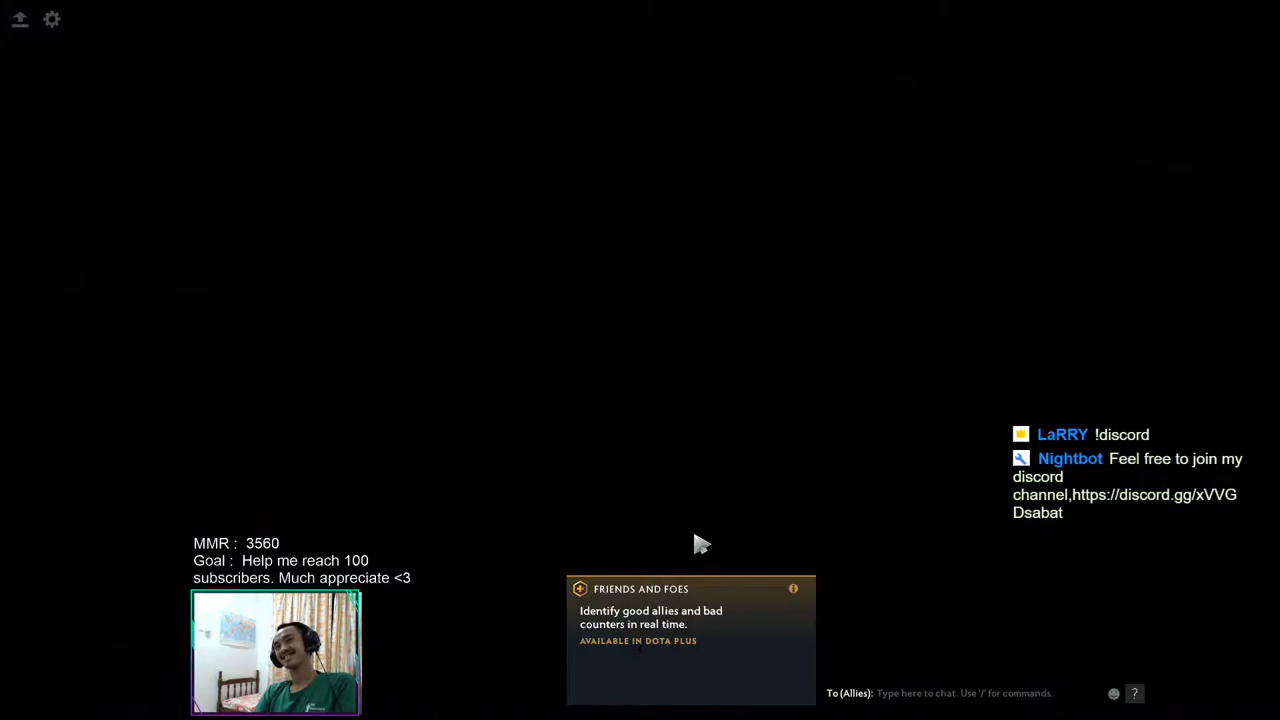 LaRRY !discord
Nightbot Feel free to join my
discord
channel,https://discord.gg/xVVG
Dsabat
MMR : 3560
Goal : Help me reach 100
subscribers. Much appreciate <3
FRIENDS AND FOES
Identify good allies and bad
counters in real time.
AVAILABLE IN DOTA PLUS
To (Allies): Type here to chat. Use '/' for commands.
?